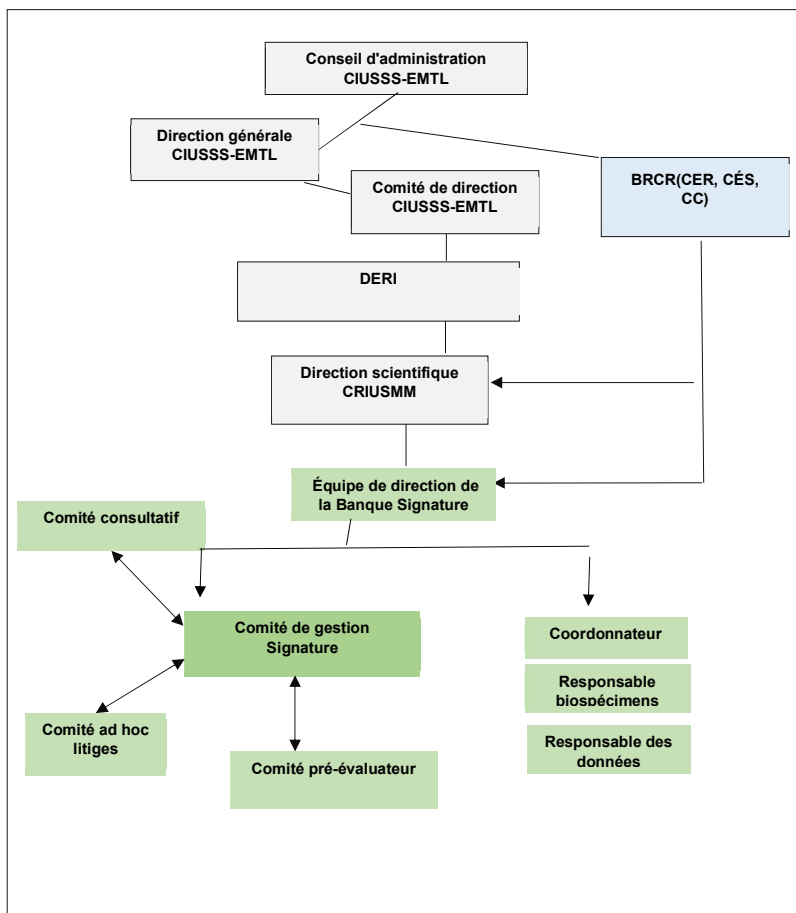 Conseil d'administration
CIUSSS-EMTL
Direction générale
CIUSSS-EMTL
Comité de direction
CIUSSS-EMTL
BRCR(CER, CÉS,
CC)
DERI
Direction scientifique
CRIUSMM
Équipe de direction de
la Banque Signature
Comité consultatif
Comité de gestion
Signature
Coordonnateur
Responsable
biospécimens
Comité ad hoc
litiges
Comité pré-évaluateur
Responsable des
données